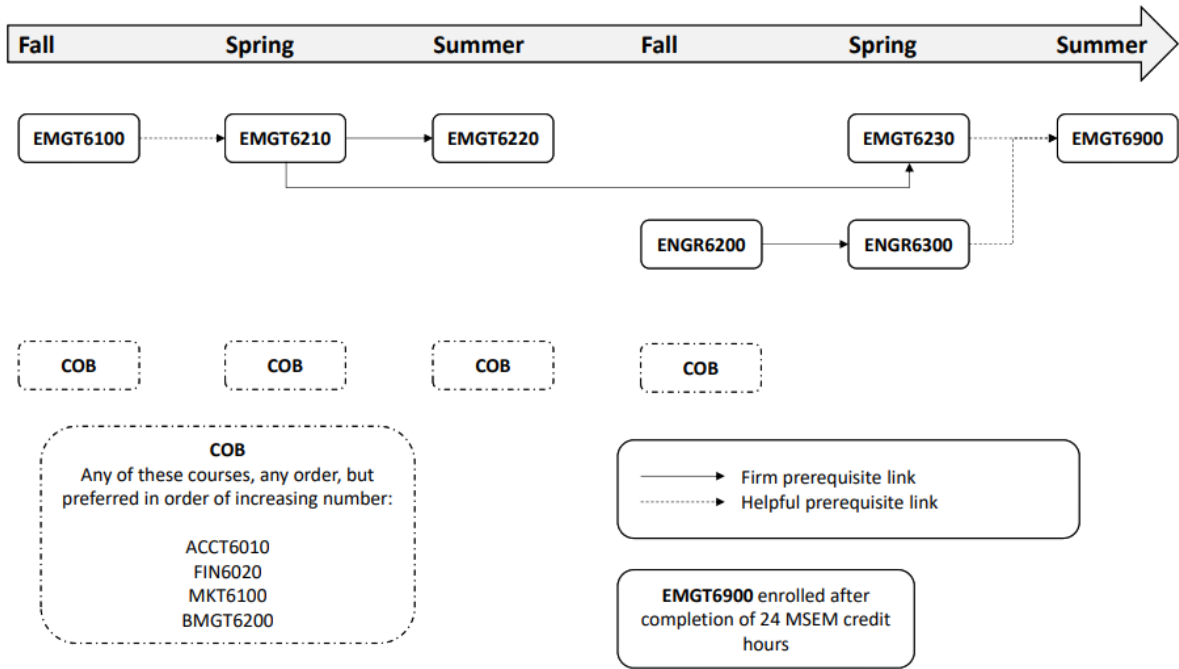 Fall Spring Summer Fall Spring Summer
EMGT6100 EMGT6210 EMGT6220 EMGT6230 EMGT6900
ENGR6200 ENGR6300
COB COB COB COB
COB
Any of these courses, any order, but
preferred in order of increasing number:
ACCT6010
FIN6020
MKT6100
BMGT6200
Firm prerequisite link
Helpful prerequisite link
EMGT6900 enrolled after
completion of 24 MSEM credit
hours